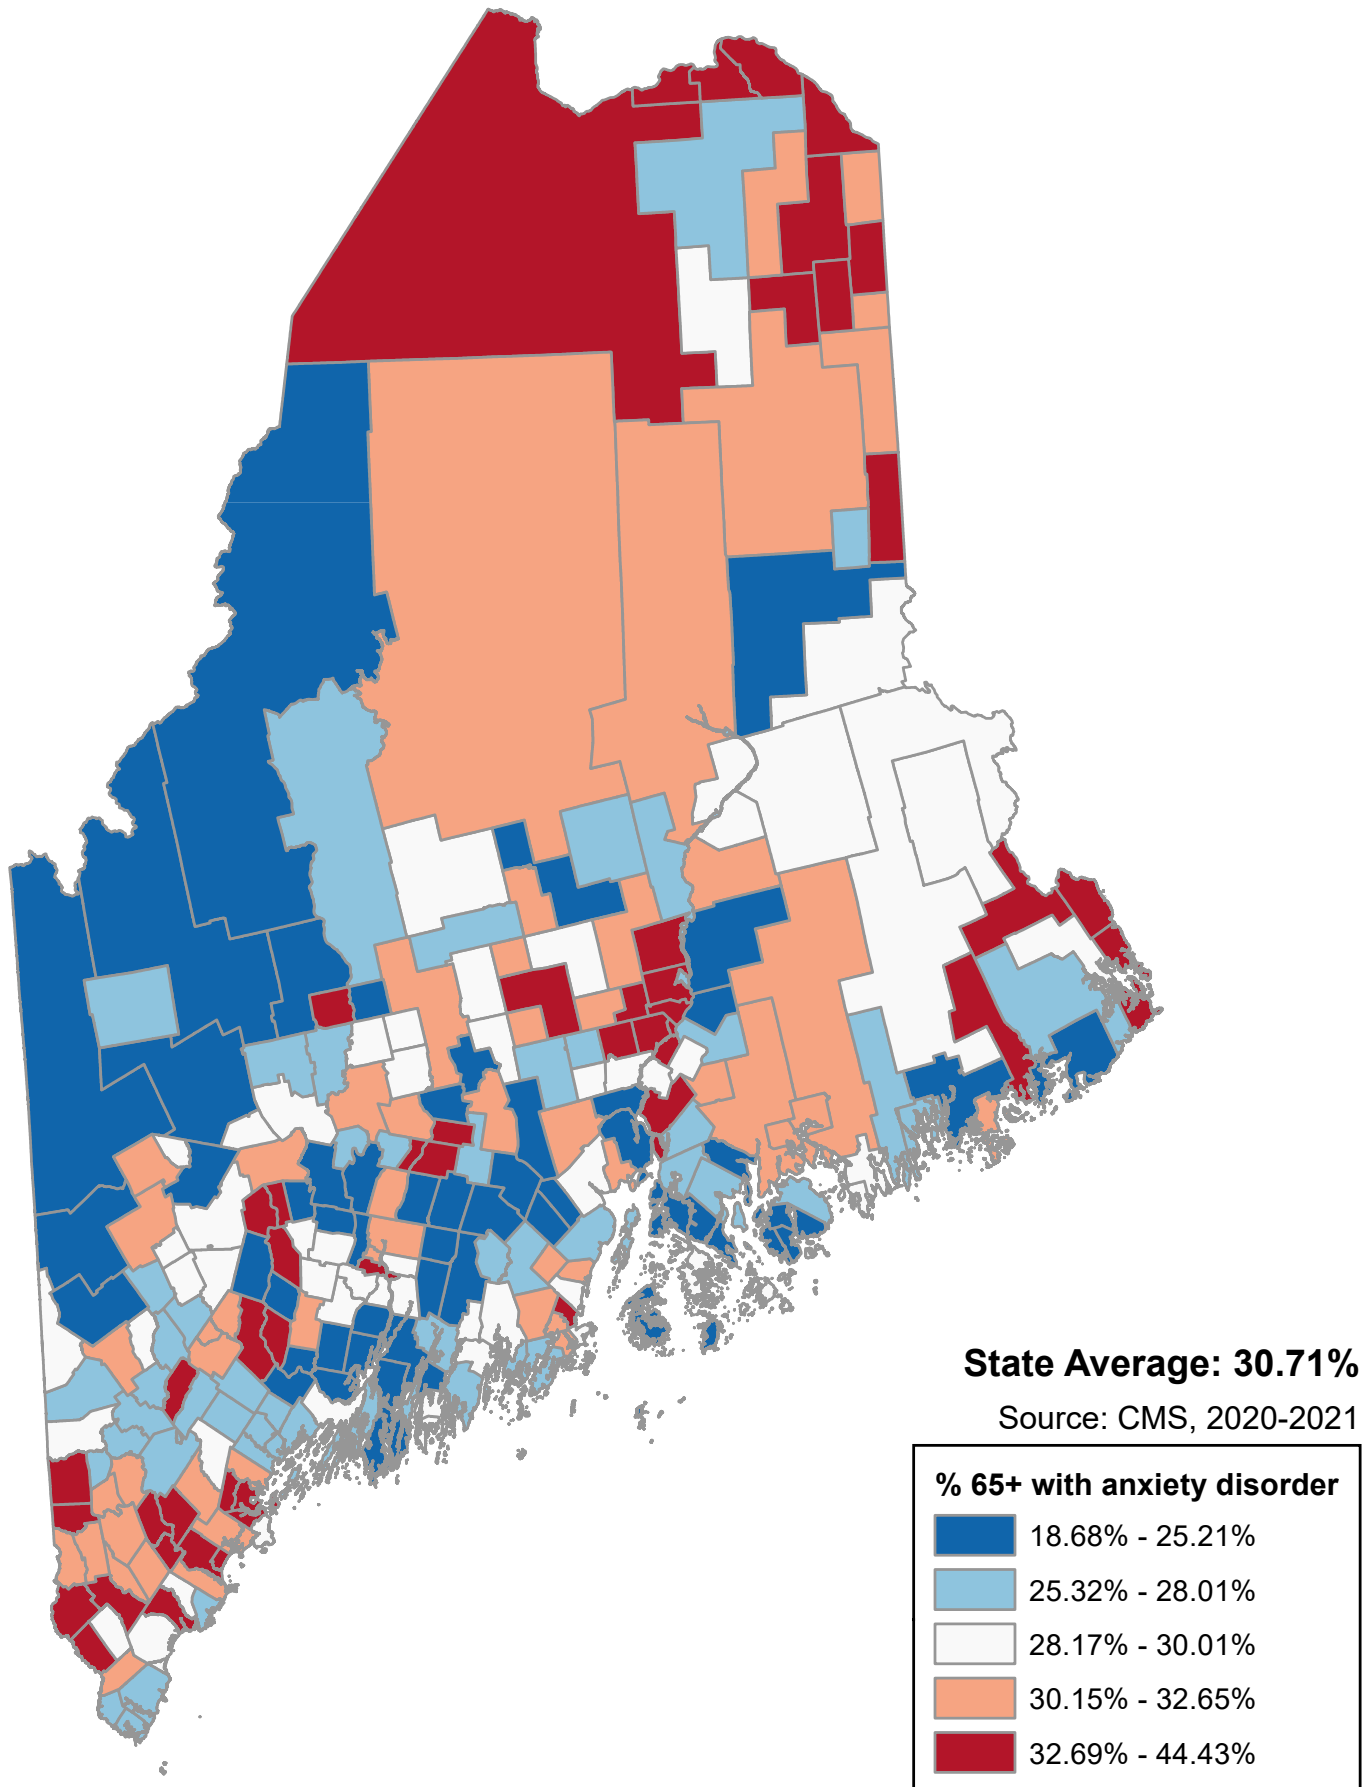 State Average: 30.71%
Source: CMS, 2020-2021
% 65+ with anxiety disorder
18.68% - 25.21%
25.32% - 28.01%
28.17% - 30.01%
30.15% - 32.65%
32.69% - 44.43%